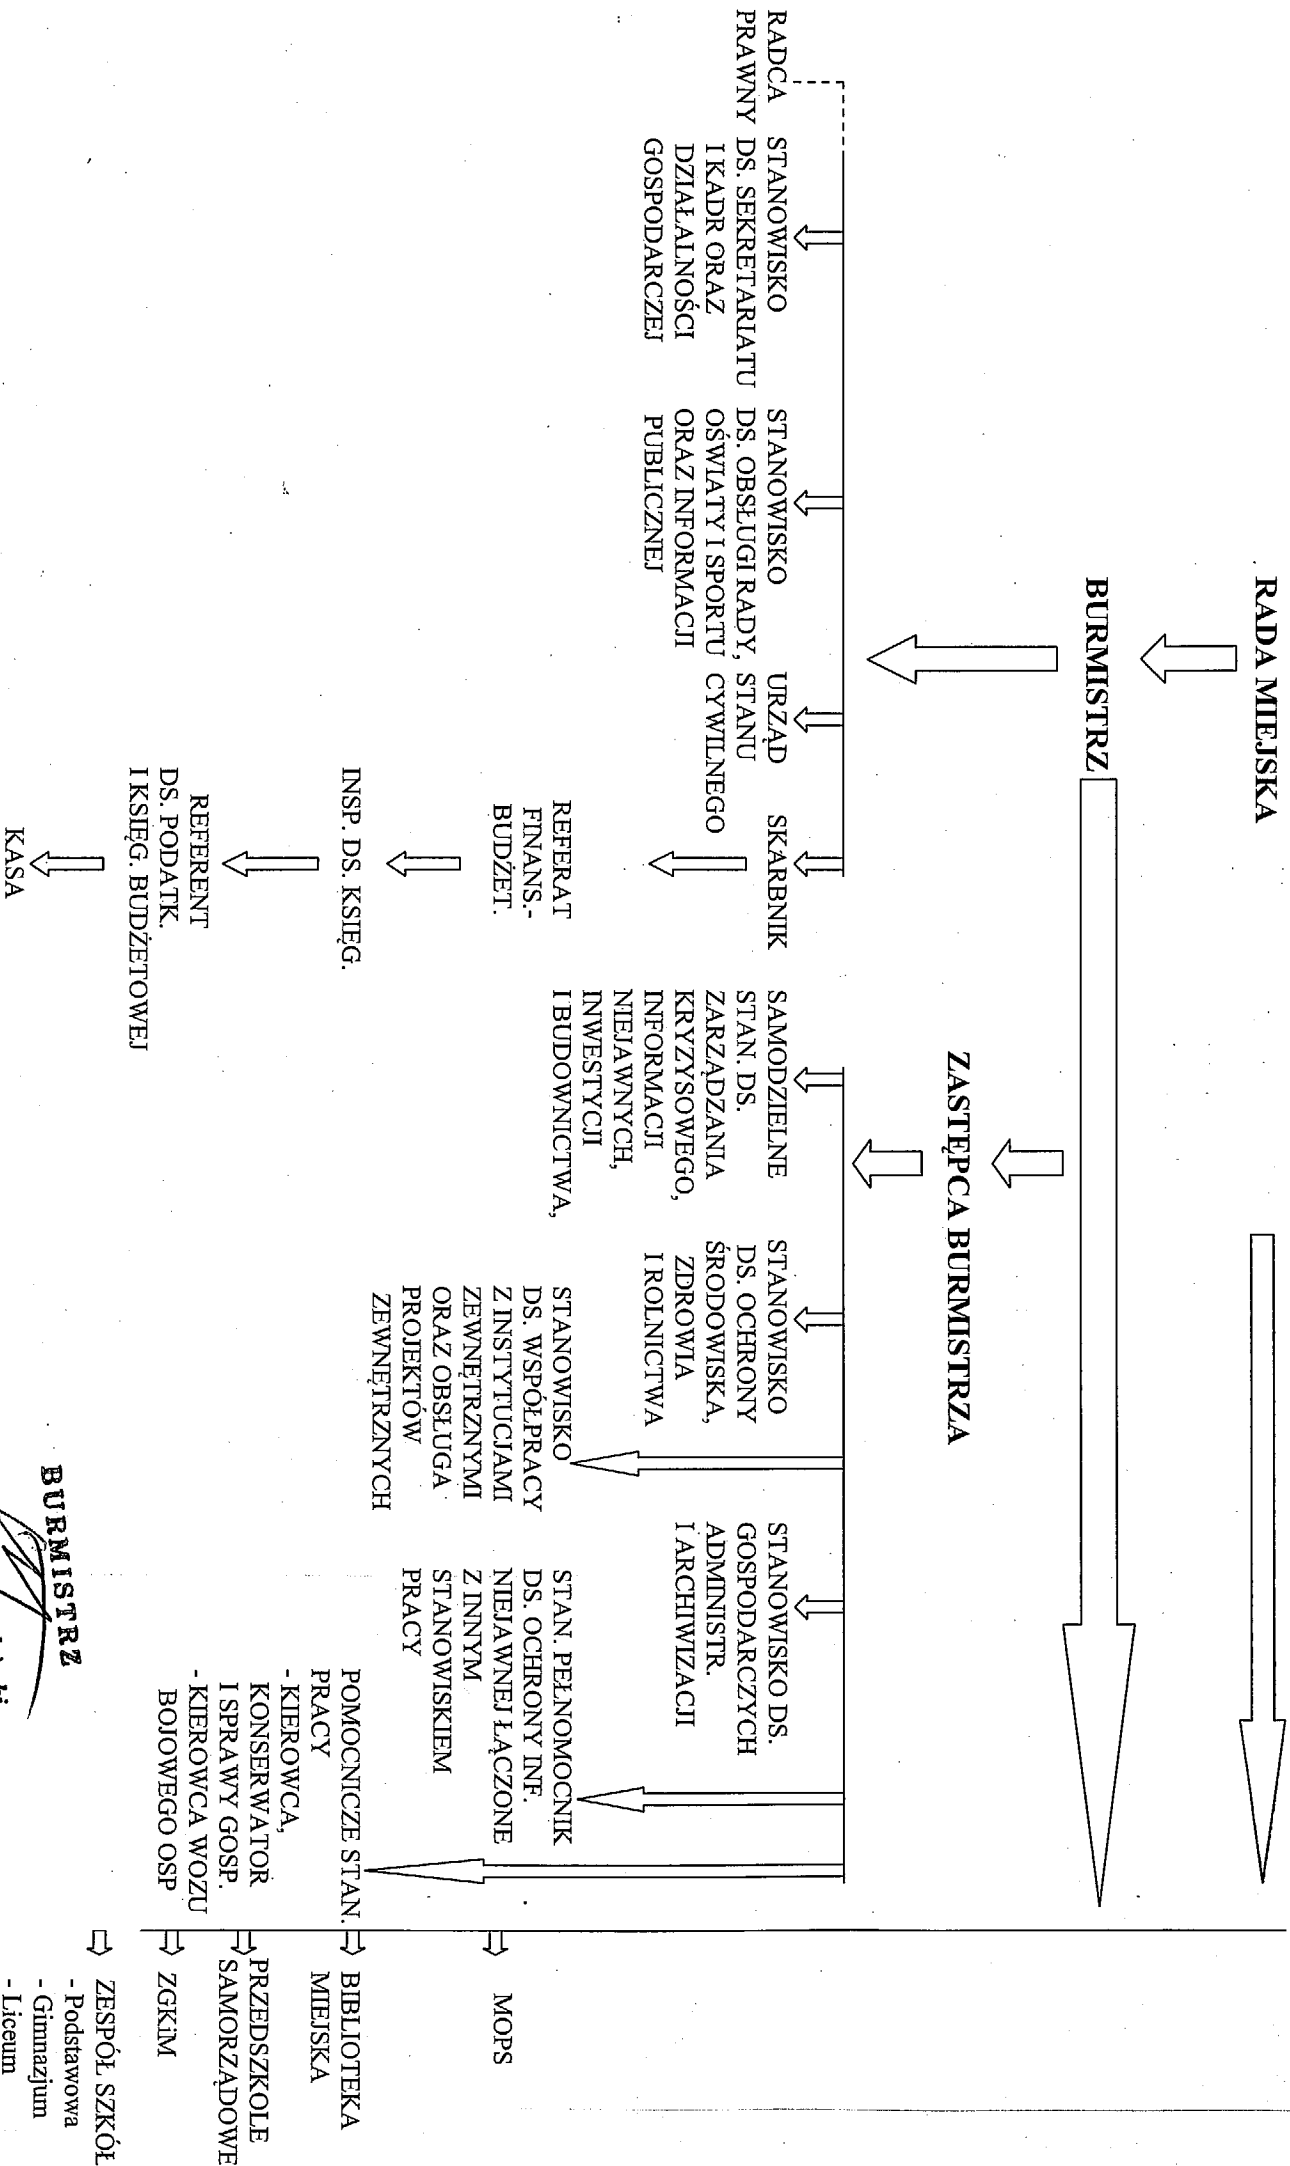 RADA MIEJSKA
BURMISTRZ
ZASTĘPCA BURMISTRZA
RADCA
PRAWNY
STANOWISKO
DS. SEKRETARIATU
I KADR ORAZ
DZIAŁALNOŚCI
GOSPODARCZEJ
STANOWISKO
DS. OBSŁUGI RADY,
OŚWIATY I SPORTU
ORAZ INFORMACJI
PUBLICZNEJ
URZĄD
STANU
CYWILNEGO
SKARBNIK
REFERAT
FINANS.-
BUDŻET.
INSP. DS. KSIĘG.
REFERENT
DS. PODATK.
I KSIĘG. BUDŻETOWEJ
KASA
SAMODZIELNE
STAN. DS.
ZARZĄDZANIA
KRYZYSOWEGO,
INFORMACJI
NIEJAWNYCH,
INWESTYCJI
I BUDOWNICTWA,
STANOWISKO
DS. OCHRONY
ŚRODOWISKA,
ZDROWIA
I ROLNICTWA
STANOWISKO
DS. WSPÓŁPRACY
Z INSTYTUCJAMI
ZEWNĘTRZNYMI
ORAZ OBSŁUGA
PROJEKTÓW
ZEWNĘTRZNYCH
STANOWISKO DS.
GOSPODARCZYCH
ADMINISTR.
I ARCHIWIZACJI
STAN. PEŁNOMOCNIK
DS. OCHRONY INF.
NIEJAWNEJ ŁĄCZONE
Z INNYM
STANOWISKIEM
PRACY
POMOCNICZE STAN.
PRACY
- KIEROWCA,
KONSERWATOR
I SPRAWY GOSP.
- KIEROWCA WOZU
BOJOWEGO OSP
MOPS
BIBLIOTEKA
MIEJSKA
PRZEDSZKOLE
SAMORZĄDOWE
ZGKiM
ZESPÓŁ SZKÓŁ
- Podstawowa
- Gimnazjum
- Liceum
BURMISTRZ